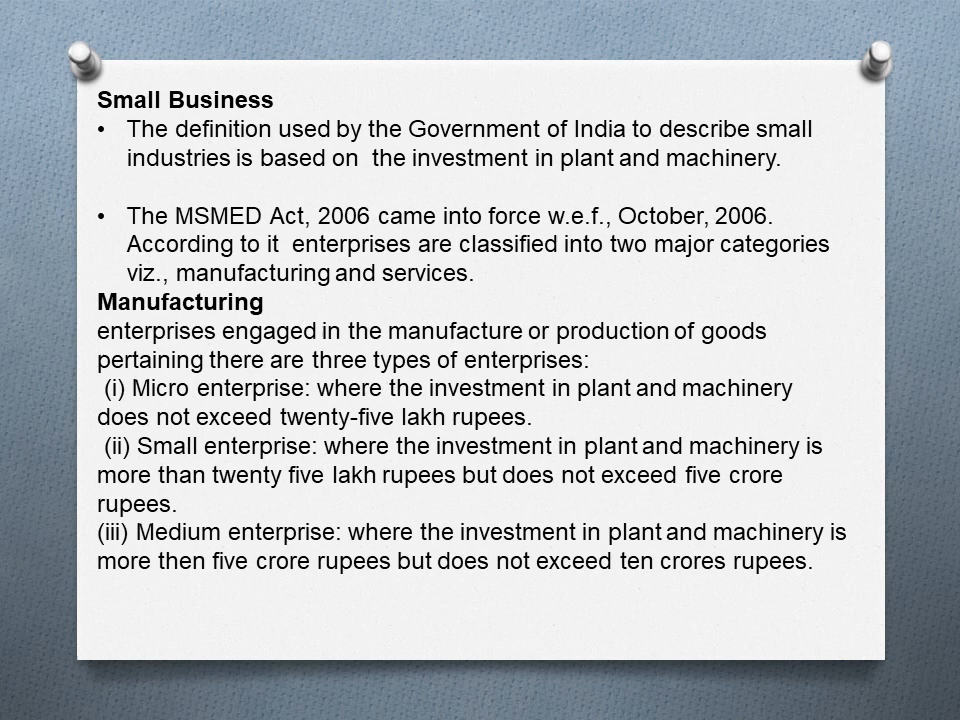 Small Business
• The definition used by the Government of India to describe small
industries is based on  the investment in plant and machinery.
• The MSMED Act, 2006 came into force w.e.f., October, 2006.
According to it  enterprises are classified into two major categories
viz., manufacturing and services.
Manufacturing
enterprises engaged in the manufacture or production of goods
pertaining there are three types of enterprises:
(i) Micro enterprise: where the investment in plant and machinery
does not exceed twenty-five lakh rupees.
(ii) Small enterprise: where the investment in plant and machinery is
more than twenty five lakh rupees but does not exceed five crore
rupees.
(iii) Medium enterprise: where the investment in plant and machinery is
more then five crore rupees but does not exceed ten crores rupees.